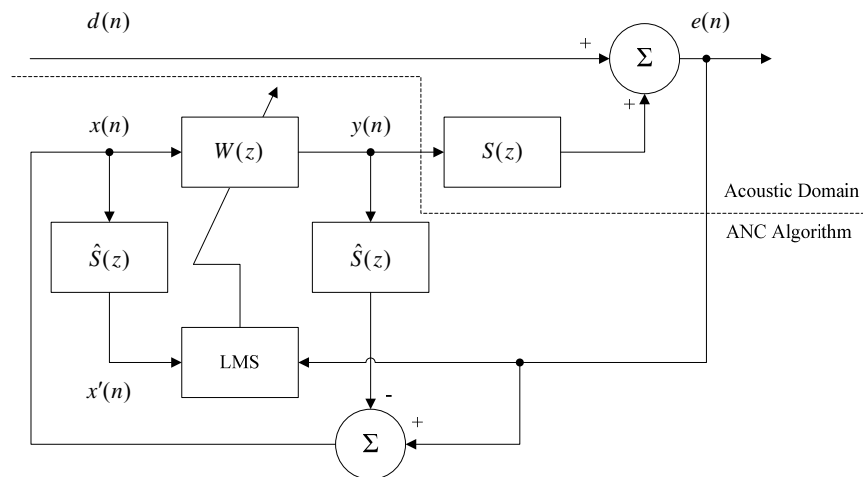 d(n)
e(n)
+
Σ
+
x(n)
W(z)
y(n)
S(z)
Acoustic Domain
ANC Algorithm
Ŝ(z)
Ŝ(z)
LMS
x′(n)
-
+
Σ